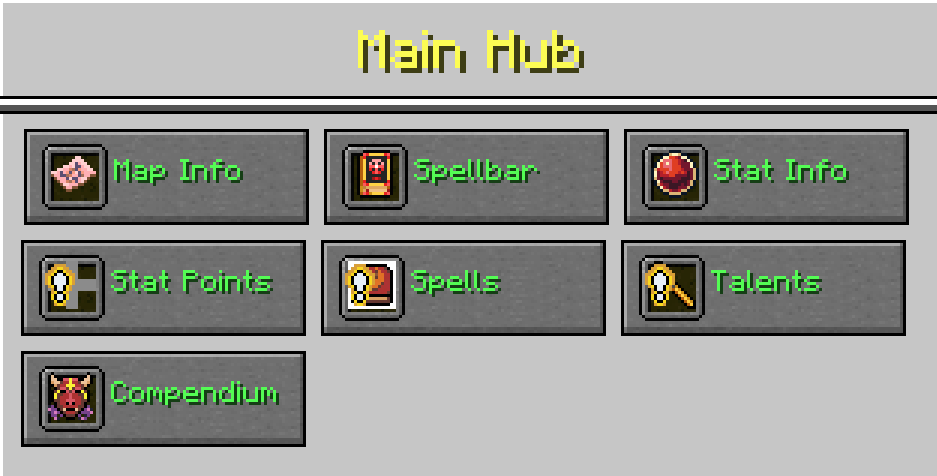 Main Hub
Map Info
Spellbar
Stat Info
Stat Points
Spells
Talents
Compendium